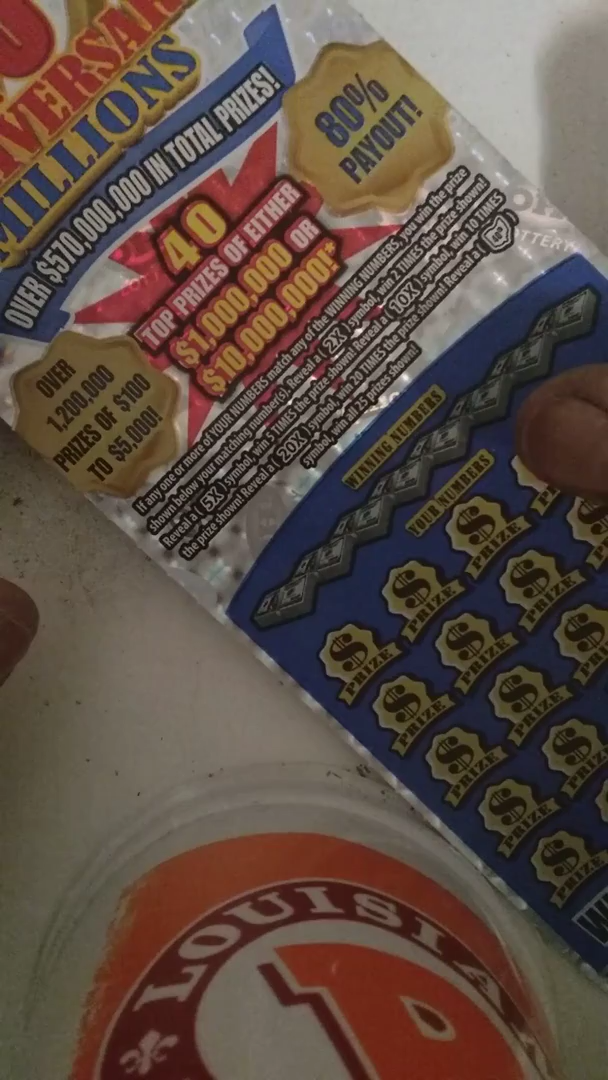 MILLIONS
OVER $570,000,000 IN TOTAL PRIZES!
80%
PAYOUT!
40
TOP PRIZES OF EITHER
$1,000,000 OR
$10,000,000!*
OVER
1,200,000
PRIZES OF $100
TO $5,000!
If any one or more of YOUR NUMBERS match any of the WINNING NUMBERS, you win the prize
shown below your matching number(s). Reveal a 2X symbol, win 2 TIMES the prize shown!
Reveal a 5X symbol, win 5 TIMES the prize shown! Reveal a 10X symbol, win 10 TIMES
the prize shown! Reveal a 20X symbol, win 20 TIMES the prize shown! Reveal a
symbol, win all 25 prizes shown!
WINNING NUMBERS
YOUR NUMBERS
$ PRIZE
$ PRIZE
$ PRIZE
$ PRIZE
$ PRIZE
$ PRIZE
$ PRIZE
$ PRIZE
$ PRIZE
$ PRIZE
$ PRIZE
$ PRIZE
LOUISIA
P